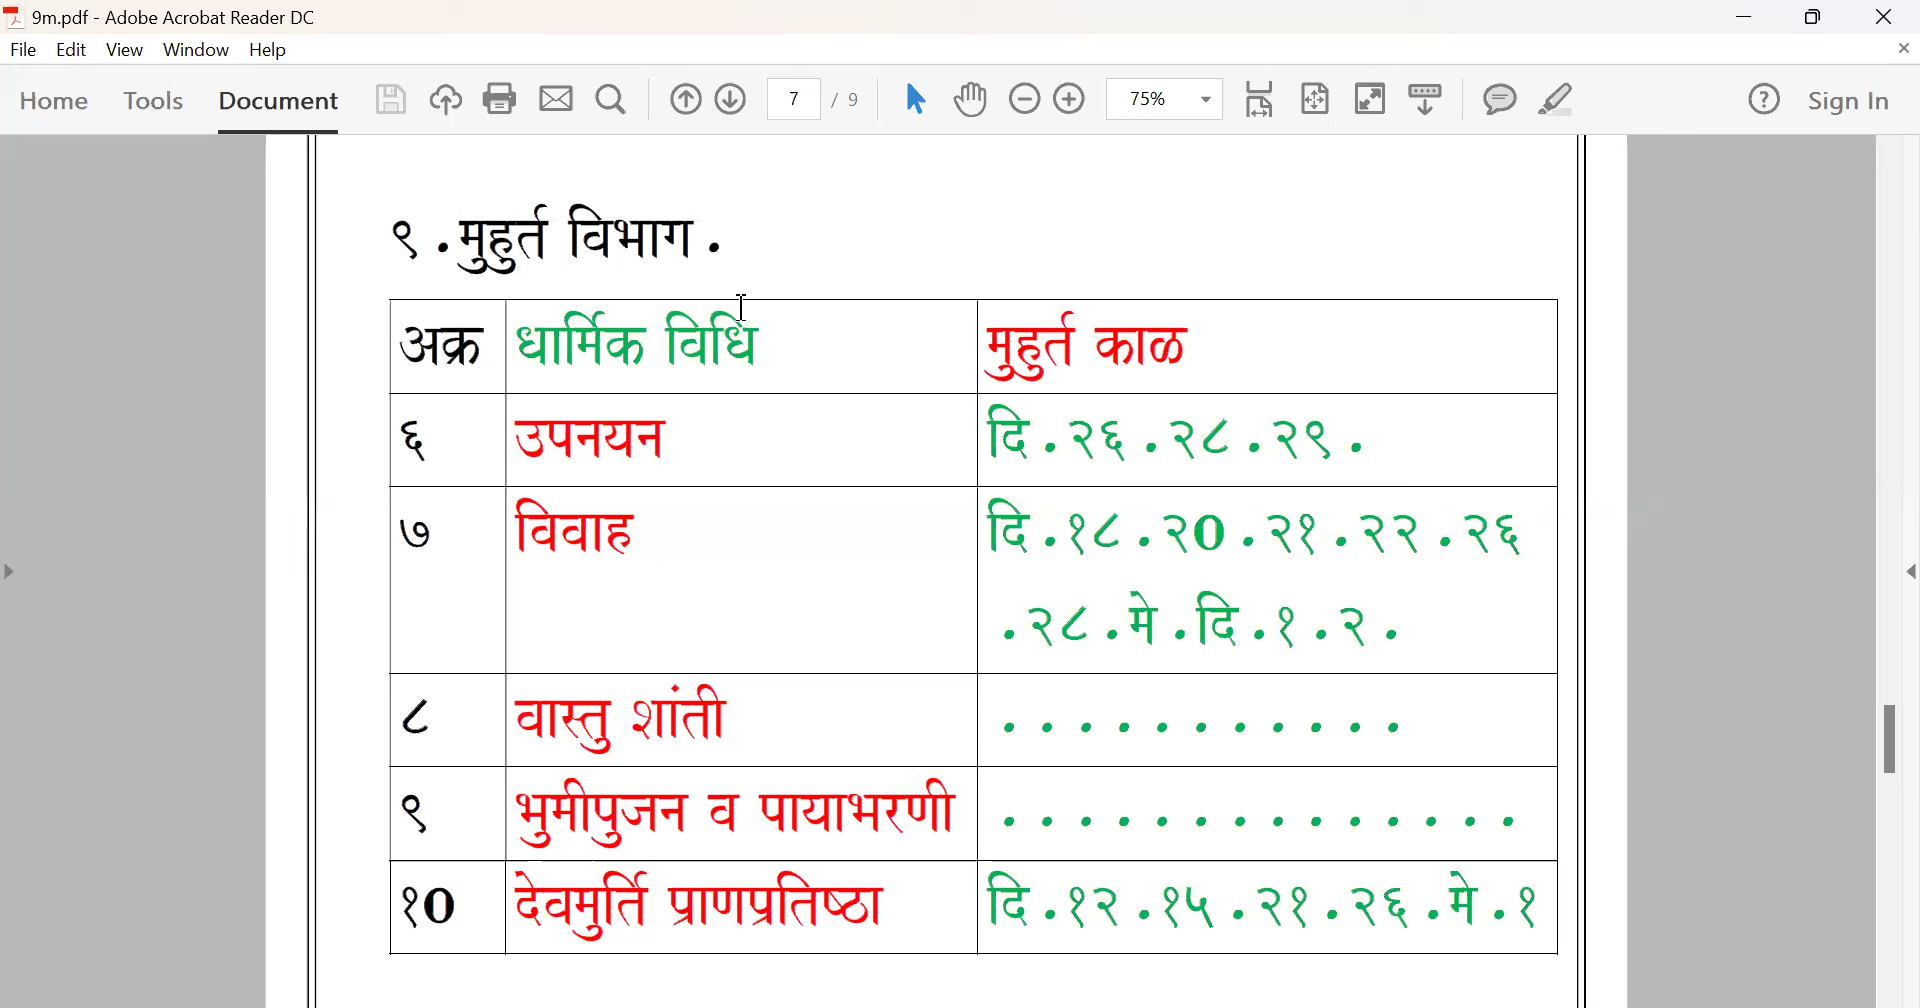 9m.pdf - Adobe Acrobat Reader DC
File Edit View Window Help
Home Tools Document 7 / 9 75% Sign In
९.मुहुर्त विभाग.
अक्र धार्मिक विधि मुहुर्त काळ
६ उपनयन दि.२६.२८.२९.
७ विवाह दि.१८.२0.२१.२२.२६
.२८.मे.दि.१.२.
८ वास्तु शांती ...........
९ भुमीपुजन व पायाभरणी ..............
१0 देवमुर्ति प्राणप्रतिष्ठा दि.१२.१५.२१.२६.मे.१